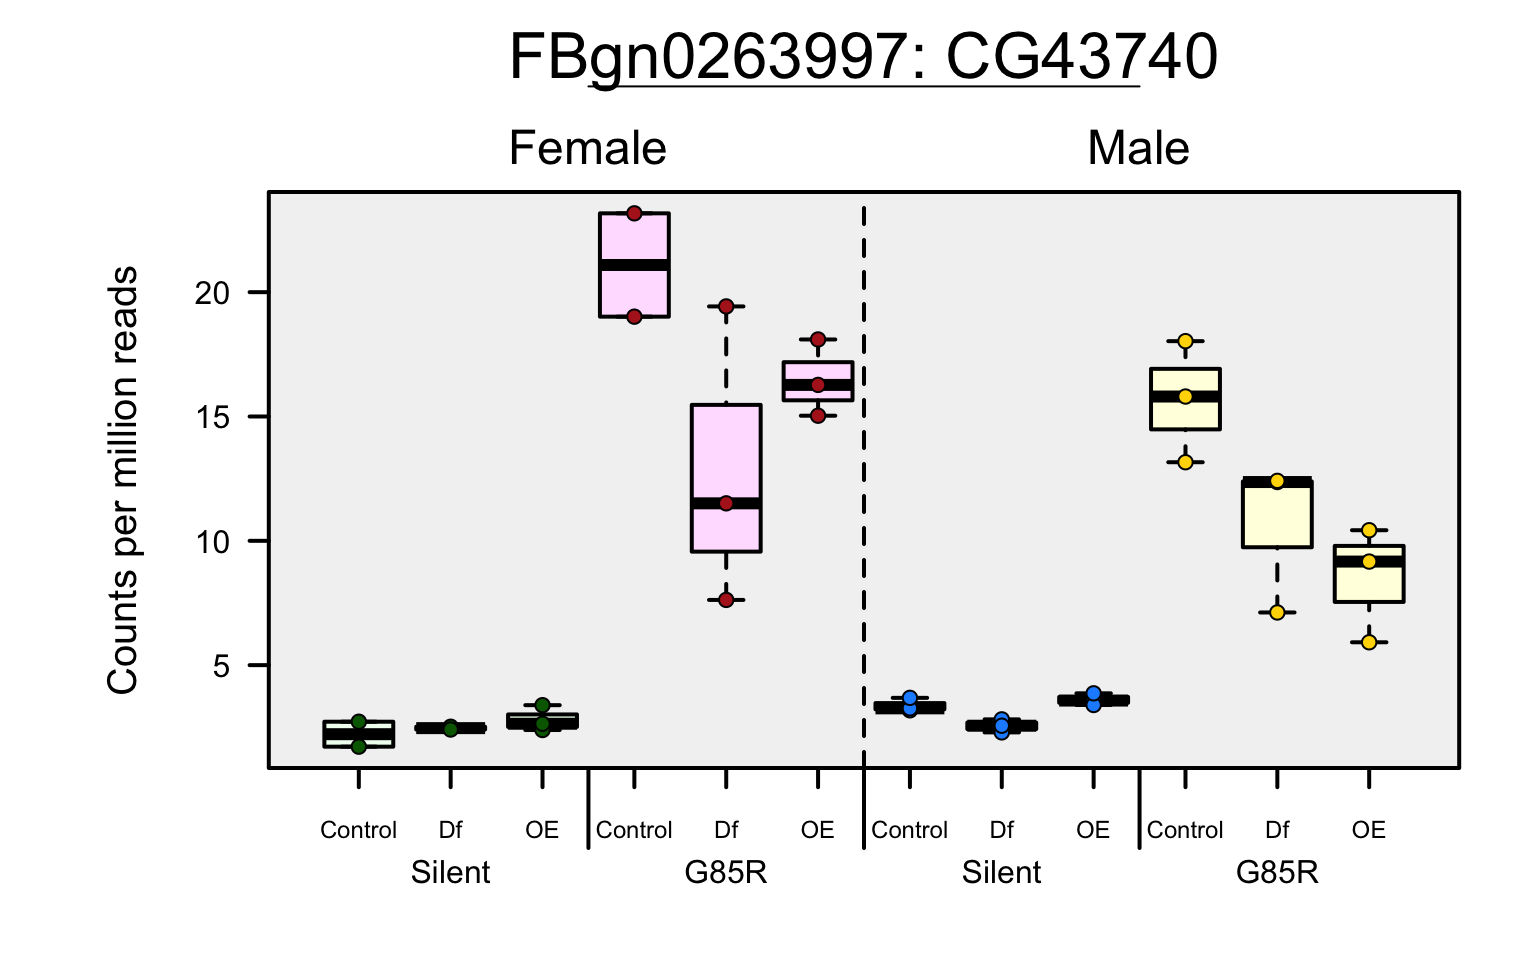 FBgn0263997: CG43740
Female Male
Counts per million reads
20
15
10
5
Control Df OE Control Df OE Control Df OE Control Df OE
Silent G85R Silent G85R